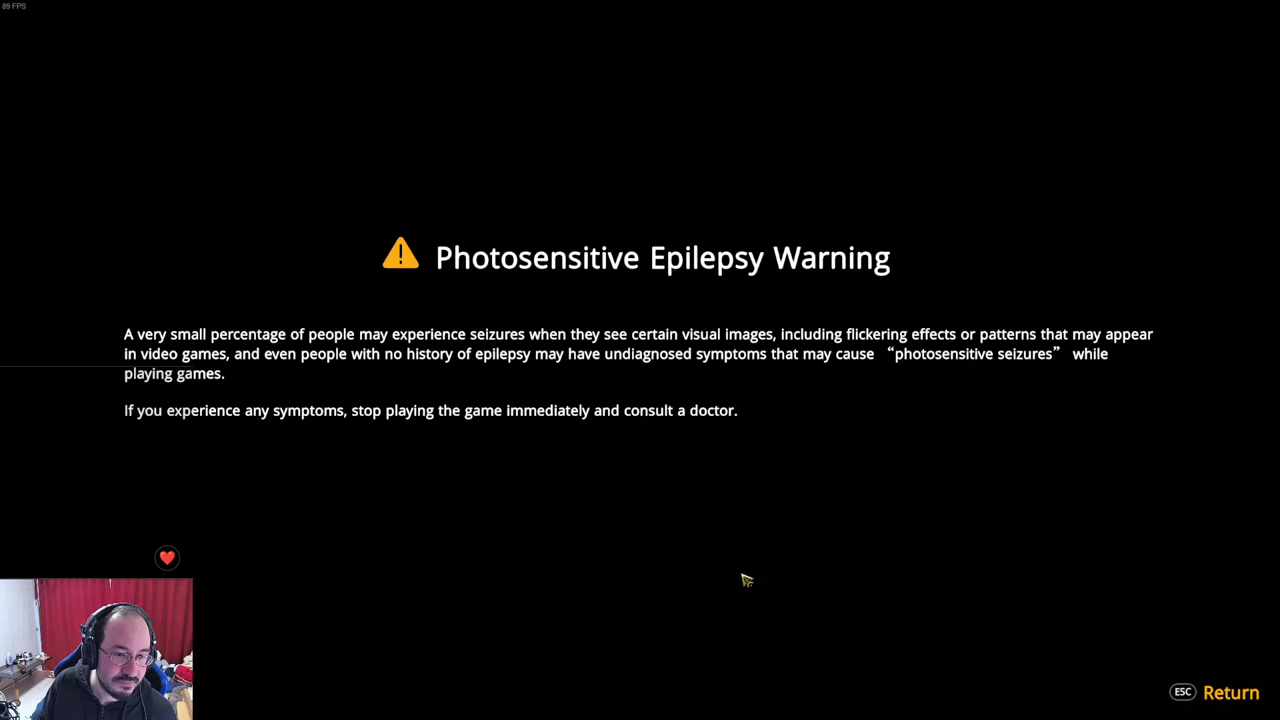 89 FPS
Photosensitive Epilepsy Warning
A very small percentage of people may experience seizures when they see certain visual images, including flickering effects or patterns that may appear
in video games, and even people with no history of epilepsy may have undiagnosed symptoms that may cause “photosensitive seizures” while
playing games.
If you experience any symptoms, stop playing the game immediately and consult a doctor.
ESC Return